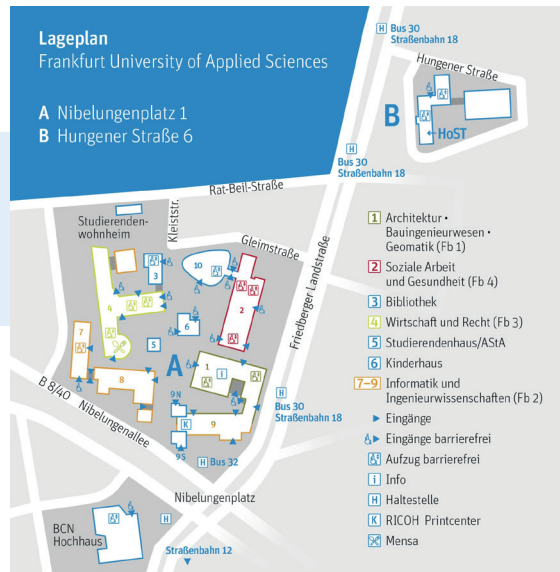 Lageplan
Frankfurt University of Applied Sciences
A Nibelungenplatz 1
B Hungener Straße 6
H Bus 30
Straßenbahn 18
Hungener Straße
B
HoST
H
Bus 30
Straßenbahn 18
Rat-Beil-Straße
Studierenden-
wohnheim
Kleiststr.
Gleimstraße
Friedberger Landstraße
3
10
4
2
6
5
7
A
1
i
8
9N
K
9
9S
H
Bus 30
Straßenbahn 18
H Bus 32
B 8/40
Nibelungenallee
Nibelungenplatz
BCN
Hochhaus
H
Straßenbahn 12
1 Architektur •
Bauingenieurwesen •
Geomatik (Fb 1)
2 Soziale Arbeit
und Gesundheit (Fb 4)
3 Bibliothek
4 Wirtschaft und Recht (Fb 3)
5 Studierendenhaus/AStA
6 Kinderhaus
7–9 Informatik und
Ingenieurwissenschaften (Fb 2)
Eingänge
Eingänge barrierefrei
Aufzug barrierefrei
i Info
H Haltestelle
K RICOH Printcenter
Mensa